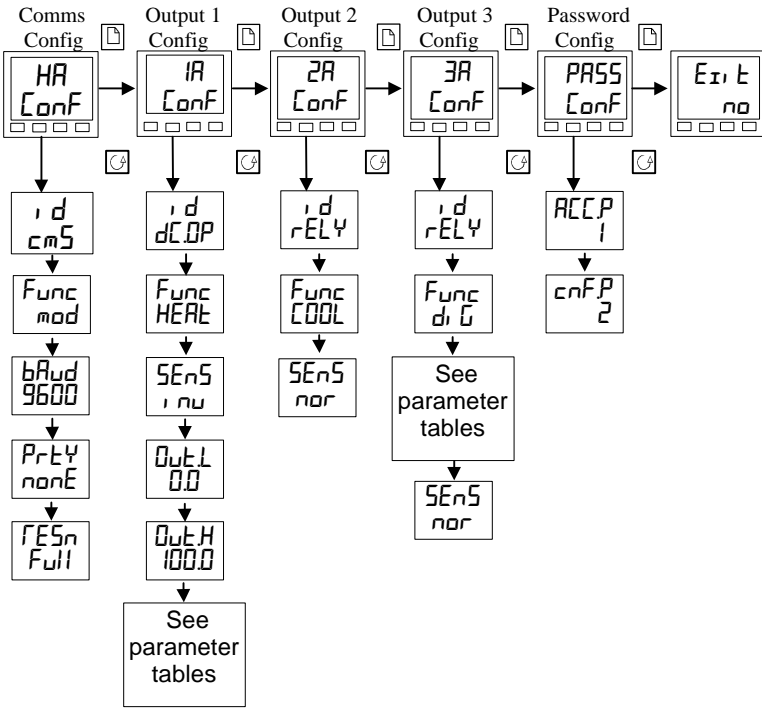 Comms Config
Output 1 Config
Output 2 Config
Output 3 Config
Password Config
HA
ConF
1A
ConF
2A
ConF
3A
ConF
PASS
ConF
Exit
no
id
cmS
Func
mod
bAud
9600
PrtY
nonE
rESn
Full
id
dC.OP
Func
HEAt
SEnS
inv
Out.L
0.0
Out.H
100.0
See
parameter
tables
id
rELY
Func
COOL
SEnS
nor
id
rELY
Func
diG
See
parameter
tables
SEnS
nor
ACC.P
1
cnF.P
2